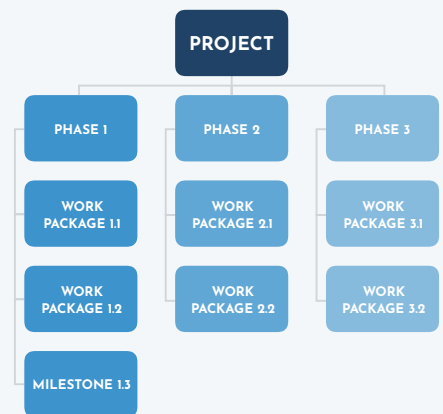 PROJECT
PHASE 1
PHASE 2
PHASE 3
WORK
PACKAGE 1.1
WORK
PACKAGE 2.1
WORK
PACKAGE 3.1
WORK
PACKAGE 1.2
WORK
PACKAGE 2.2
WORK
PACKAGE 3.2
MILESTONE 1.3